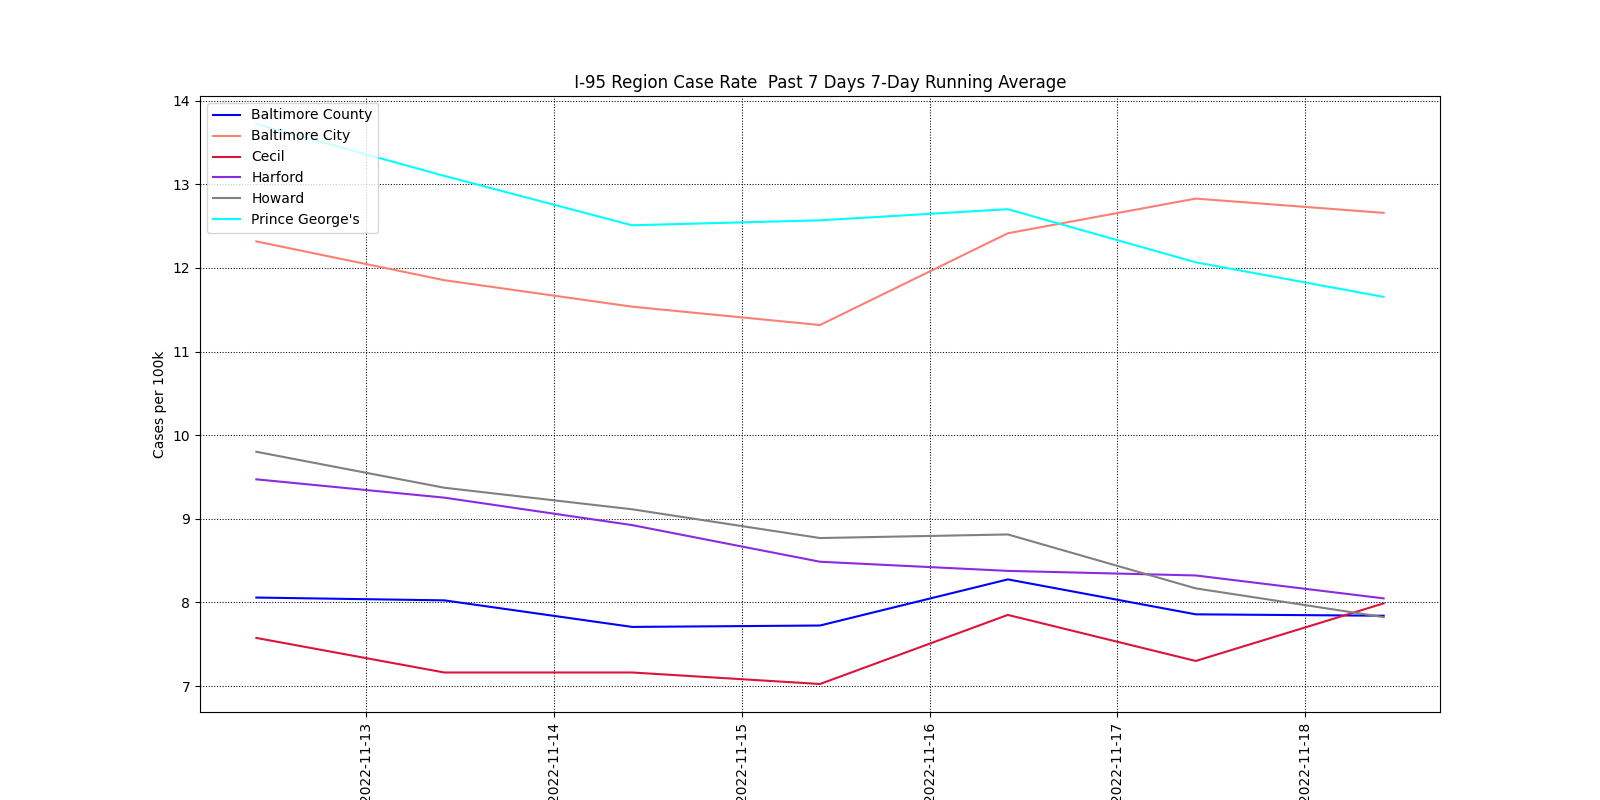 I-95 Region Case Rate  Past 7 Days 7-Day Running Average
Baltimore County
Baltimore City
Cecil
Harford
Howard
Prince George's
Cases per 100k
14
13
12
11
10
9
8
7
2022-11-13
2022-11-14
2022-11-15
2022-11-16
2022-11-17
2022-11-18